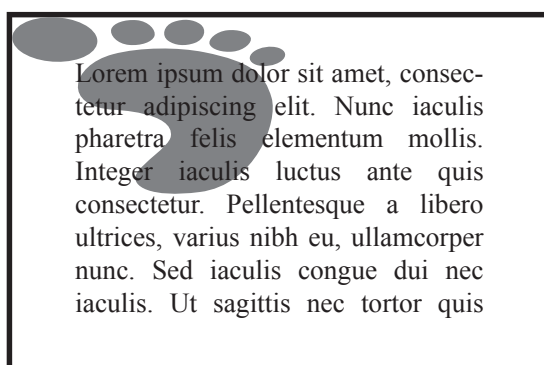 Lorem ipsum dolor sit amet, consec-
tetur adipiscing elit. Nunc iaculis
pharetra felis elementum mollis.
Integer iaculis luctus ante quis
consectetur. Pellentesque a libero
ultrices, varius nibh eu, ullamcorper
nunc. Sed iaculis congue dui nec
iaculis. Ut sagittis nec tortor quis